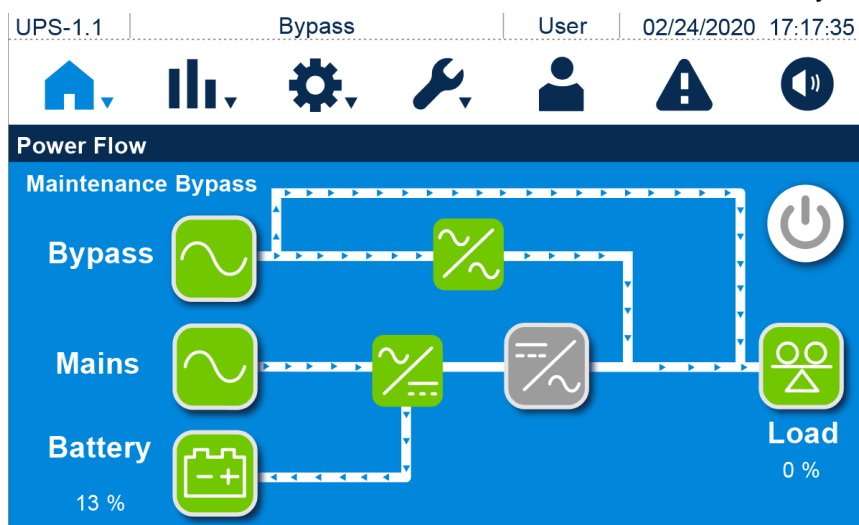 UPS-1.1 Bypass User 02/24/2020 17:17:35
Power Flow
Maintenance Bypass
Bypass
Mains
Battery
13 %
Load
0 %